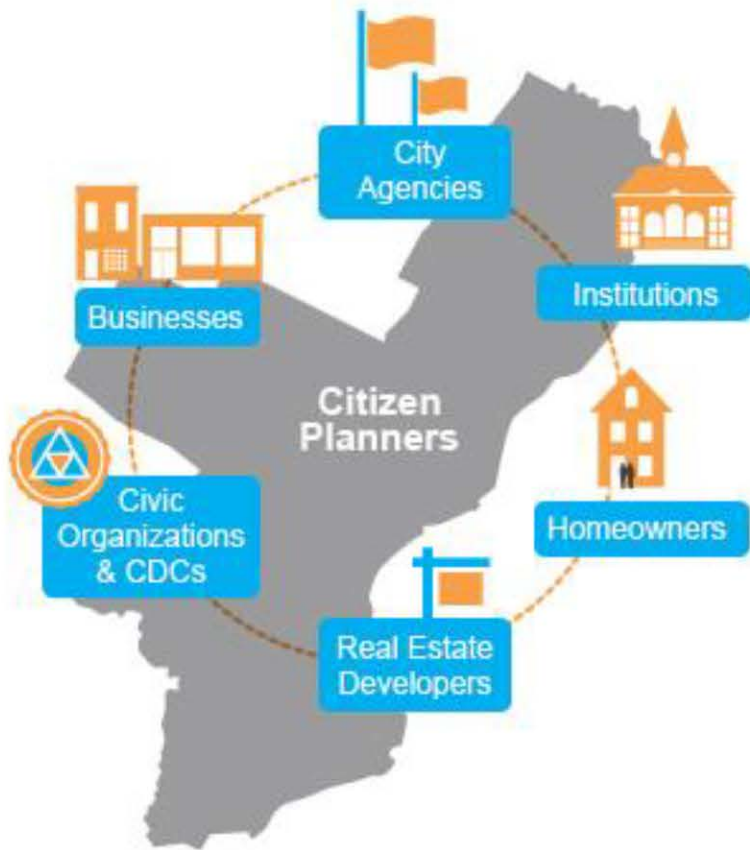 City
Agencies
Institutions
Businesses
Citizen
Planners
Civic
Organizations
& CDCs
Homeowners
Real Estate
Developers